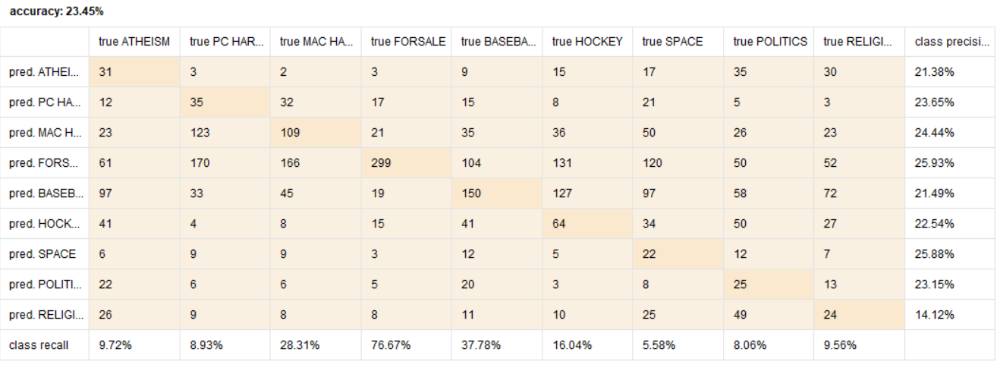 accuracy: 23.45%
true ATHEISM true PC HAR... true MAC HA... true FORSALE true BASEBA... true HOCKEY true SPACE true POLITICS true RELIGI... class precisi...
pred. ATHEI... 31 3 2 3 9 15 17 35 30 21.38%
pred. PC HA... 12 35 32 17 15 8 21 5 3 23.65%
pred. MAC H... 23 123 109 21 35 36 50 26 23 24.44%
pred. FORS... 61 170 166 299 104 131 120 50 52 25.93%
pred. BASEB... 97 33 45 19 150 127 97 58 72 21.49%
pred. HOCK... 41 4 8 15 41 64 34 50 27 22.54%
pred. SPACE 6 9 9 3 12 5 22 12 7 25.88%
pred. POLITI... 22 6 6 5 20 3 8 25 13 23.15%
pred. RELIGI... 26 9 8 8 11 10 25 49 24 14.12%
class recall 9.72% 8.93% 28.31% 76.67% 37.78% 16.04% 5.58% 8.06% 9.56%